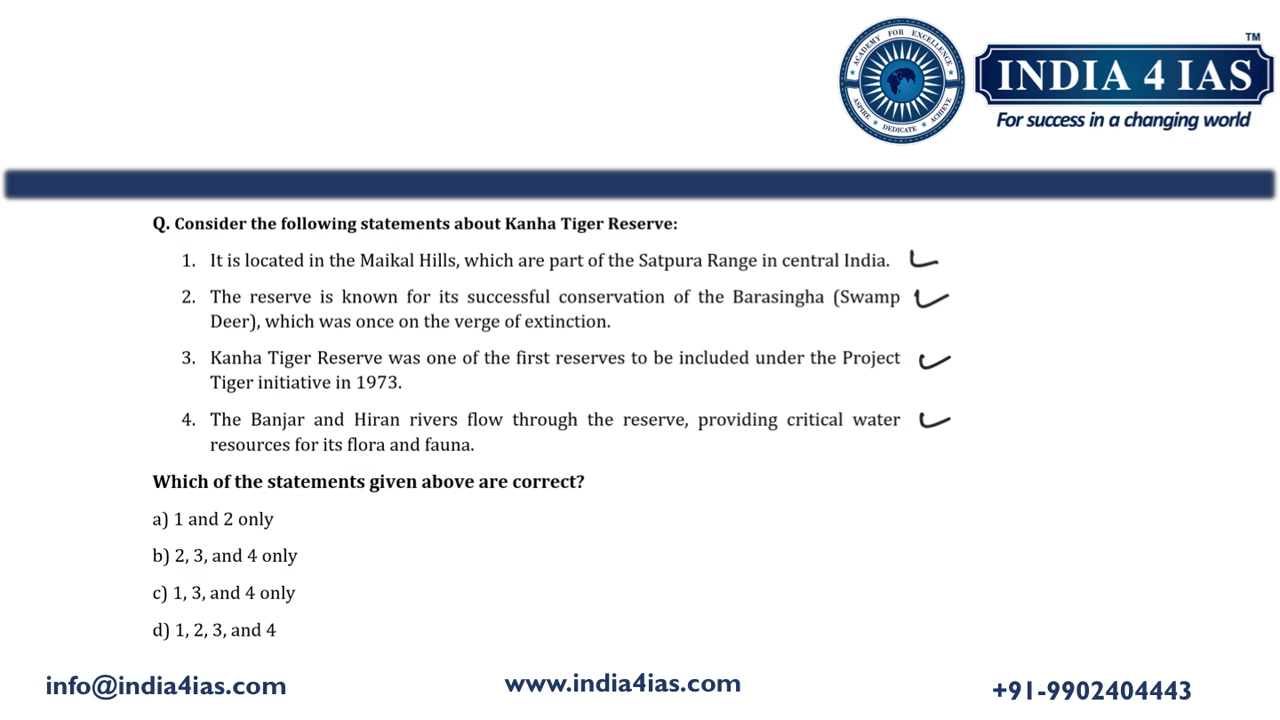 ACADEMY FOR EXCELLENCE
ASPIRE ★ DEDICATE ★ ACHIEVE
TM
INDIA 4 IAS
For success in a changing world
Q. Consider the following statements about Kanha Tiger Reserve:
1. It is located in the Maikal Hills, which are part of the Satpura Range in central India.
2. The reserve is known for its successful conservation of the Barasingha (Swamp
Deer), which was once on the verge of extinction.
3. Kanha Tiger Reserve was one of the first reserves to be included under the Project
Tiger initiative in 1973.
4. The Banjar and Hiran rivers flow through the reserve, providing critical water
resources for its flora and fauna.
Which of the statements given above are correct?
a) 1 and 2 only
b) 2, 3, and 4 only
c) 1, 3, and 4 only
d) 1, 2, 3, and 4
info@india4ias.com
www.india4ias.com
+91-9902404443